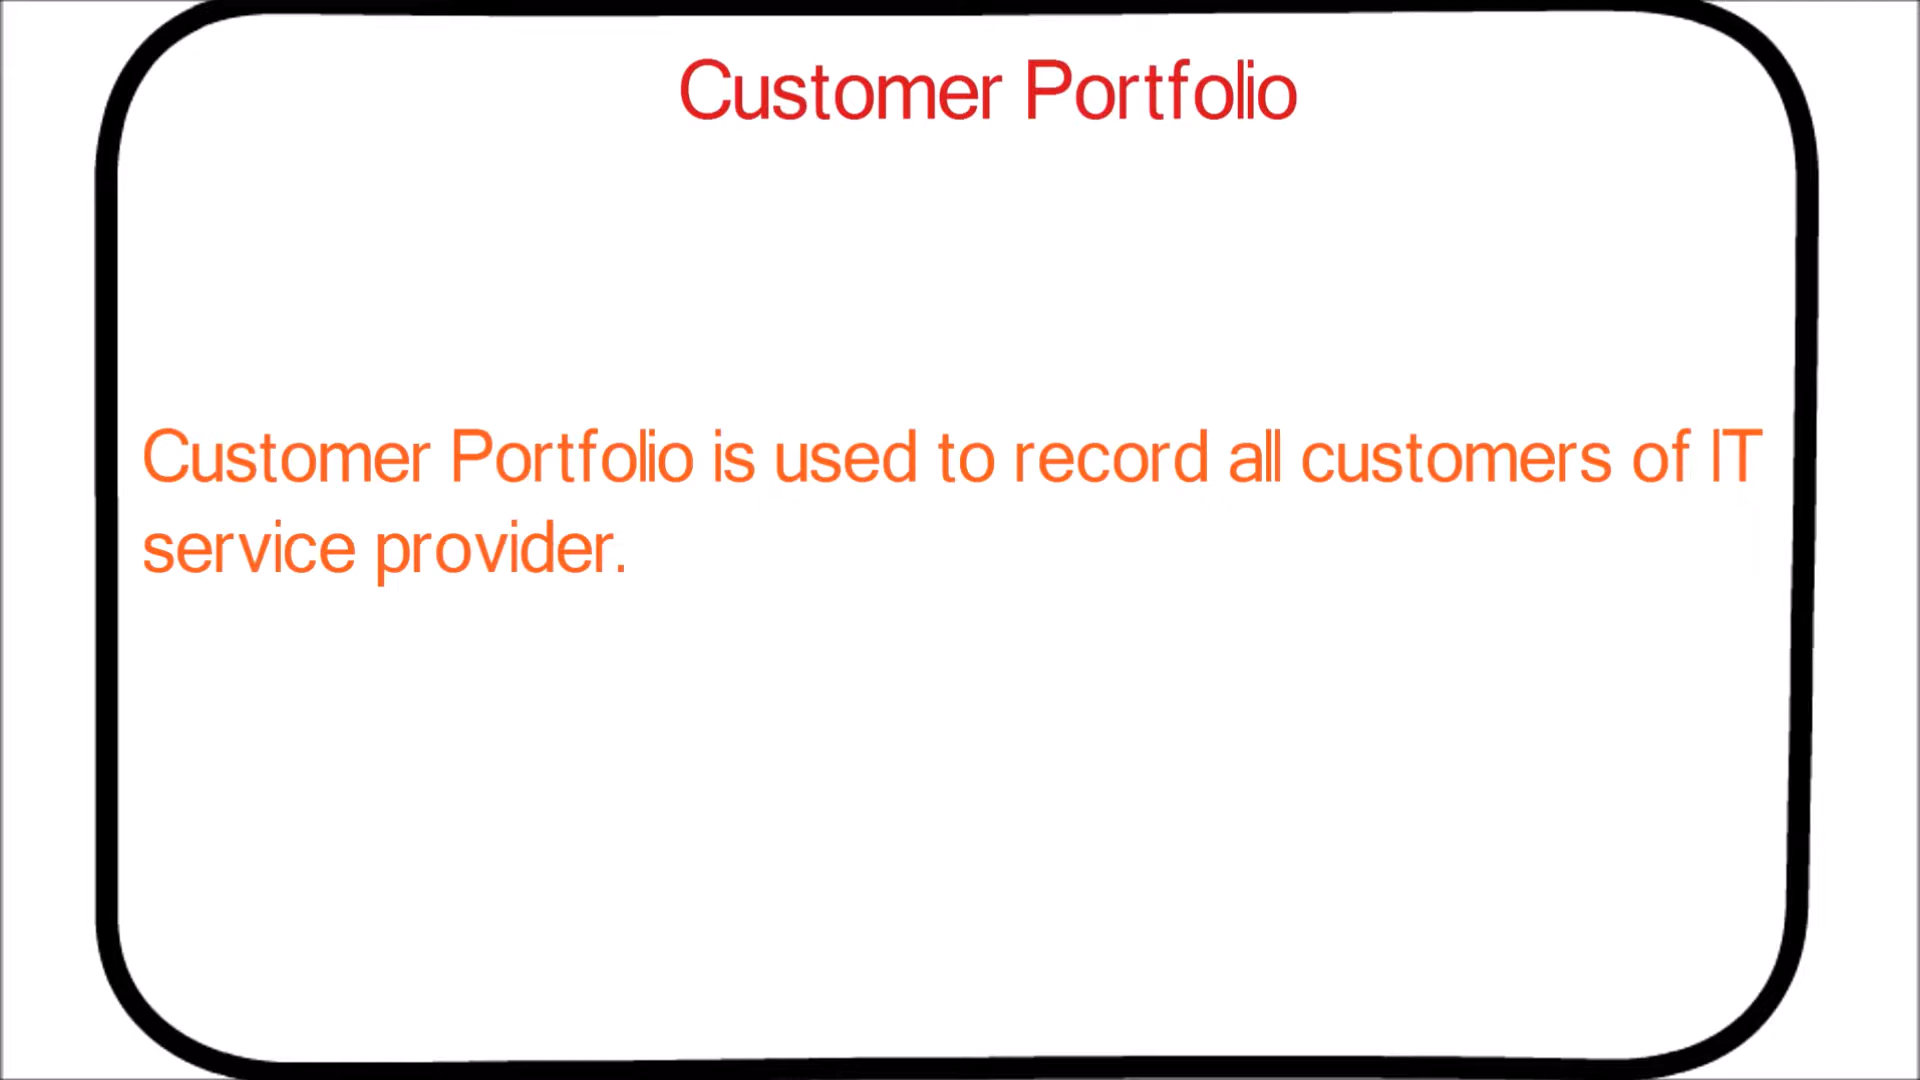 Customer Portfolio
Customer Portfolio is used to record all customers of IT
service provider.